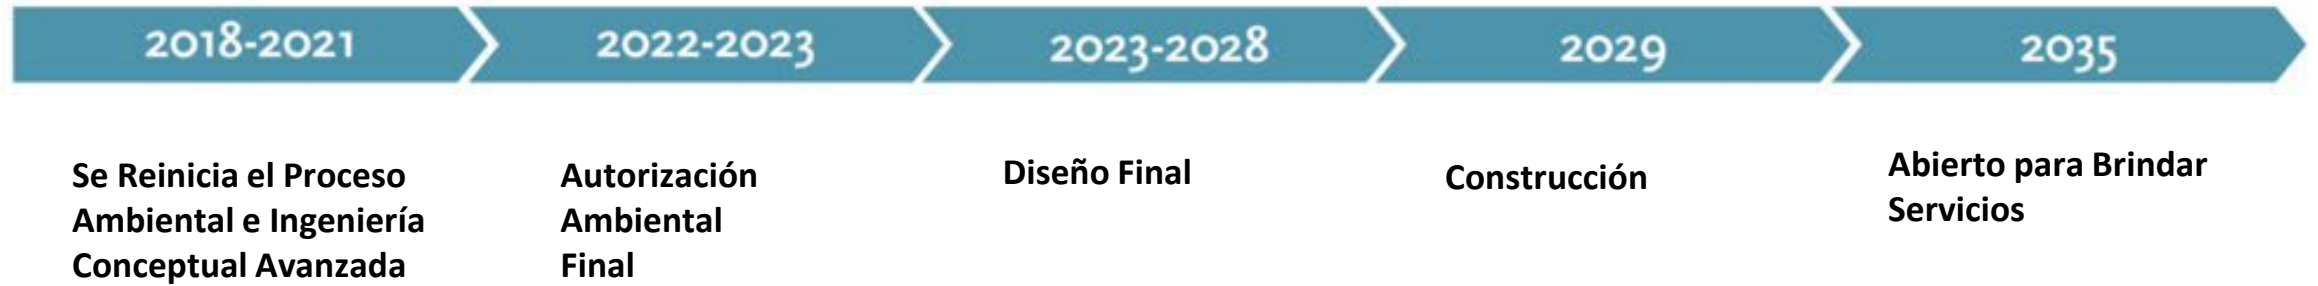 2018-2021
2022-2023
2023-2028
2029
2035
Se Reinicia el Proceso
Ambiental e Ingeniería
Conceptual Avanzada
Autorización
Ambiental
Final
Diseño Final
Construcción
Abierto para Brindar
Servicios